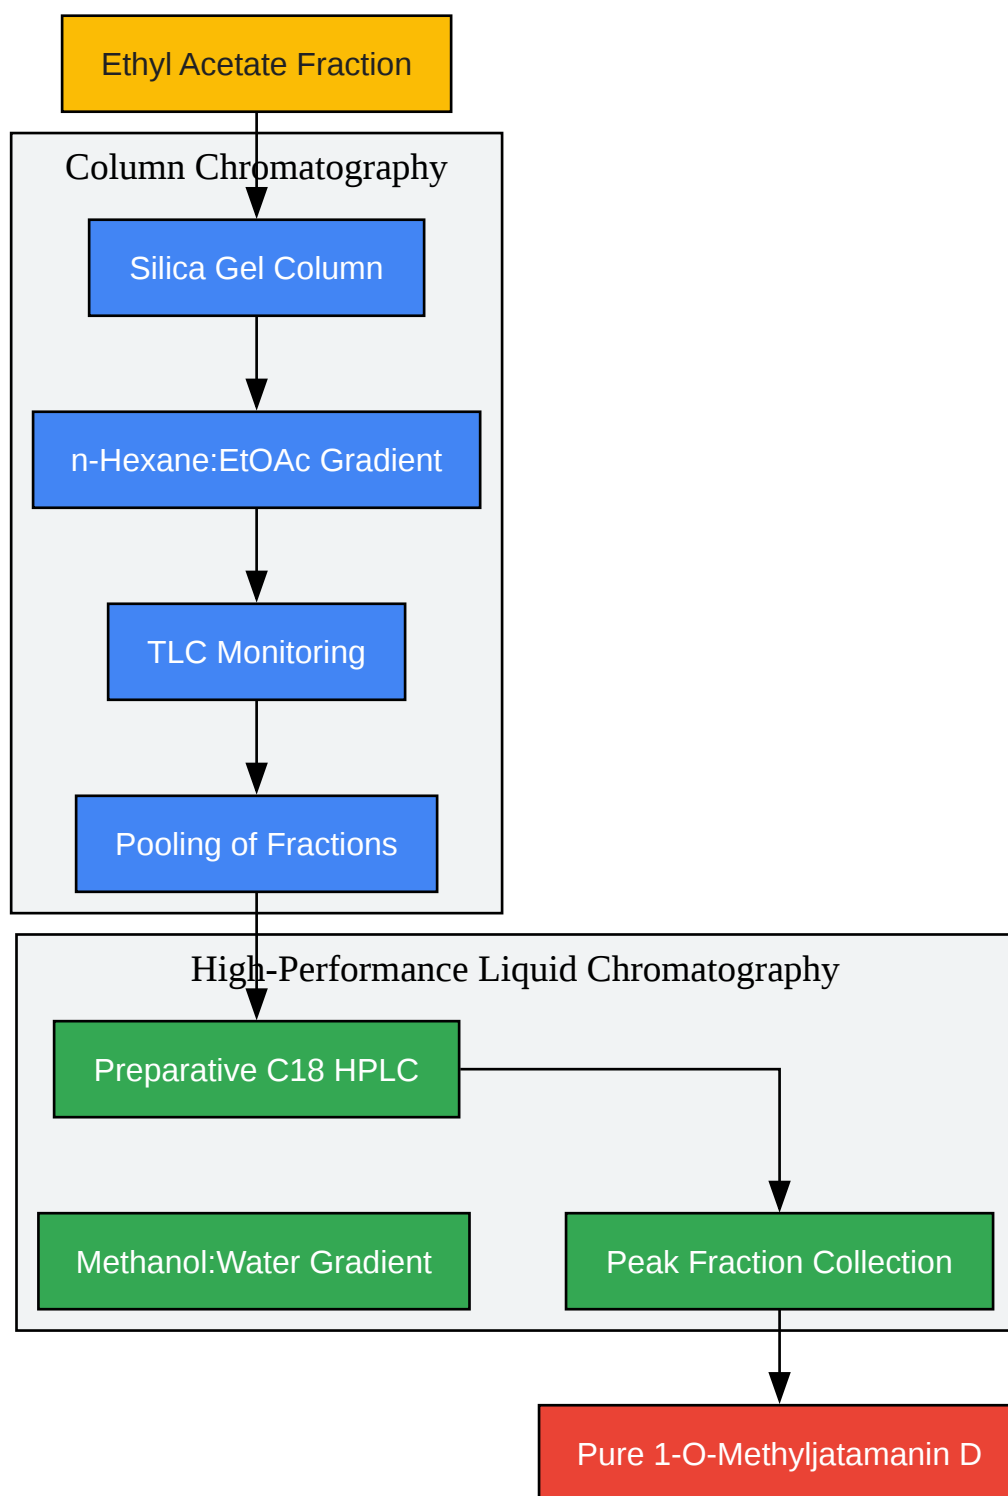 Ethyl Acetate Fraction
Column Chromatography
Silica Gel Column
n-Hexane:EtOAc Gradient
TLC Monitoring
Pooling of Fractions
High-Performance Liquid Chromatography
Preparative C18 HPLC
Methanol:Water Gradient
Peak Fraction Collection
Pure 1-O-Methyljatamanin D